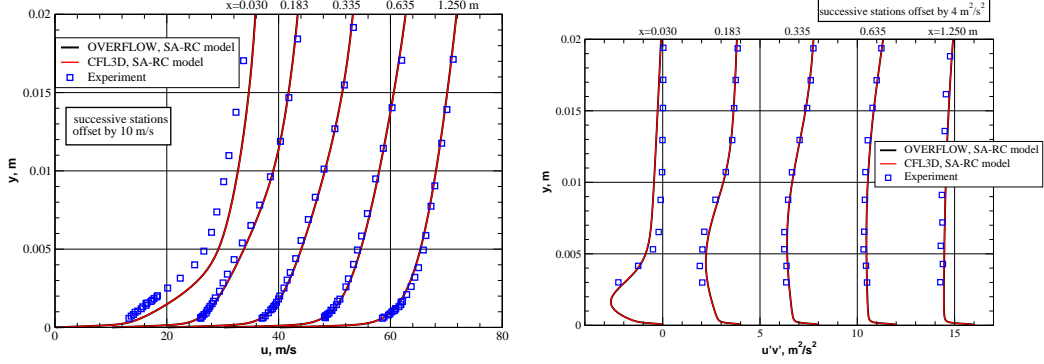 x=0.030 0.183 0.335 0.635 1.250 m
OVERFLOW, SA-RC model
CFL3D, SA-RC model
Experiment
successive stations
offset by 10 m/s
y, m
0.02
0.015
0.01
0.005
0
0 20 40 60 80
u, m/s
successive stations offset by 4 m²/s²
x=0.030 0.183 0.335 0.635 x=1.250 m
OVERFLOW, SA-RC model
CFL3D, SA-RC model
Experiment
y, m
0.02
0.015
0.01
0.005
0
0 5 10 15
u'v', m²/s²